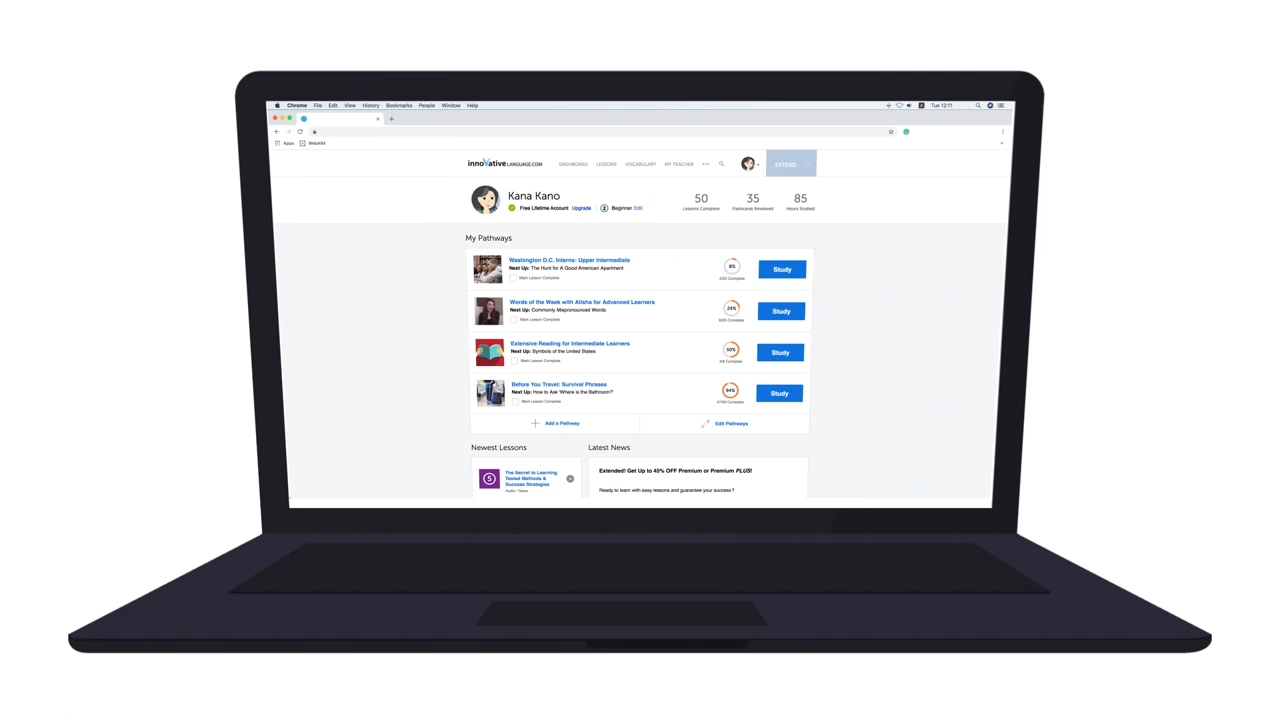 Chrome File Edit View History Bookmarks People Window Help
Tue 12:11
Apps WebAIM
innoVative LANGUAGE.COM DASHBOARD LESSONS VOCABULARY MY TEACHER EXTEND
Kana Kano
Free Lifetime Account Upgrade 2 Beginner Edit
50 35 85
Lessons Complete Flashcards Reviewed Hours Studied
My Pathways
Washington D.C. Interns: Upper Intermediate
Next Up: The Hunt for A Good American Apartment
Mark Lesson Complete
8%
Study
Words of the Week with Alisha for Advanced Learners
Next Up: Commonly Mispronounced Words
Mark Lesson Complete
24%
Study
Extensive Reading for Intermediate Learners
Next Up: Symbols of the United States
Mark Lesson Complete
50%
Study
Before You Travel: Survival Phrases
Next Up: How to Ask 'Where is the Bathroom?'
Mark Lesson Complete
94%
Study
Add a Pathway Edit Pathways
Newest Lessons
The Secret to Learning
Tested Methods &
Success Strategies
Audio - News
Latest News
Extended! Get Up to 45% OFF Premium or Premium PLUS!
Ready to learn with easy lessons and guarantee your success?